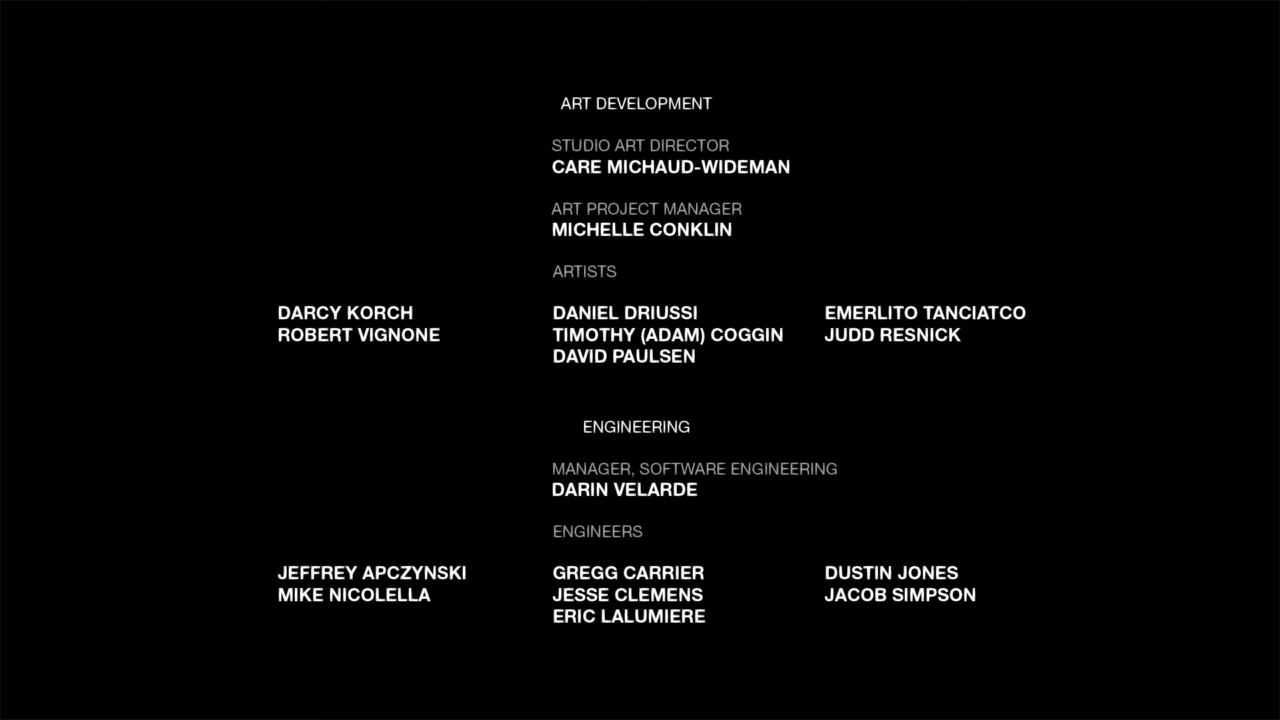 ART DEVELOPMENT
STUDIO ART DIRECTOR
CARE MICHAUD-WIDEMAN
ART PROJECT MANAGER
MICHELLE CONKLIN
ARTISTS
DARCY KORCH DANIEL DRIUSSI EMERLITO TANCIATCO
ROBERT VIGNONE TIMOTHY (ADAM) COGGIN JUDD RESNICK
DAVID PAULSEN
ENGINEERING
MANAGER, SOFTWARE ENGINEERING
DARIN VELARDE
ENGINEERS
JEFFREY APCZYNSKI GREGG CARRIER DUSTIN JONES
MIKE NICOLELLA JESSE CLEMENS JACOB SIMPSON
ERIC LALUMIERE